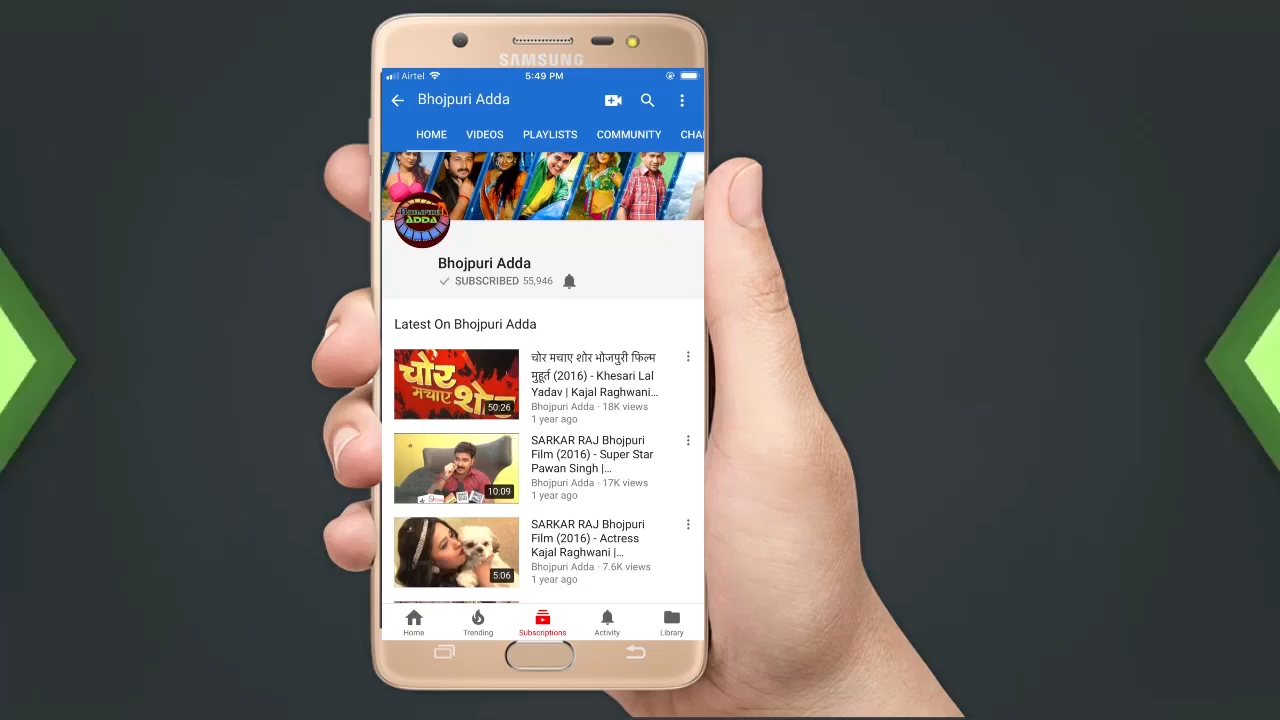 SAMSUNG
Airtel 5:49 PM
Bhojpuri Adda
HOME VIDEOS PLAYLISTS COMMUNITY CHA
BHOJPURI
ADDA
Bhojpuri Adda
SUBSCRIBED 55,946
Latest On Bhojpuri Adda
चोर
मचाए शोर
50:26
चोर मचाए शोर भोजपुरी फिल्म
मुहूर्त (2016) - Khesari Lal
Yadav | Kajal Raghwani...
Bhojpuri Adda · 18K views
1 year ago
10:09
SARKAR RAJ Bhojpuri
Film (2016) - Super Star
Pawan Singh |...
Bhojpuri Adda · 17K views
1 year ago
5:06
SARKAR RAJ Bhojpuri
Film (2016) - Actress
Kajal Raghwani |...
Bhojpuri Adda · 7.6K views
1 year ago
Home Trending Subscriptions Activity Library